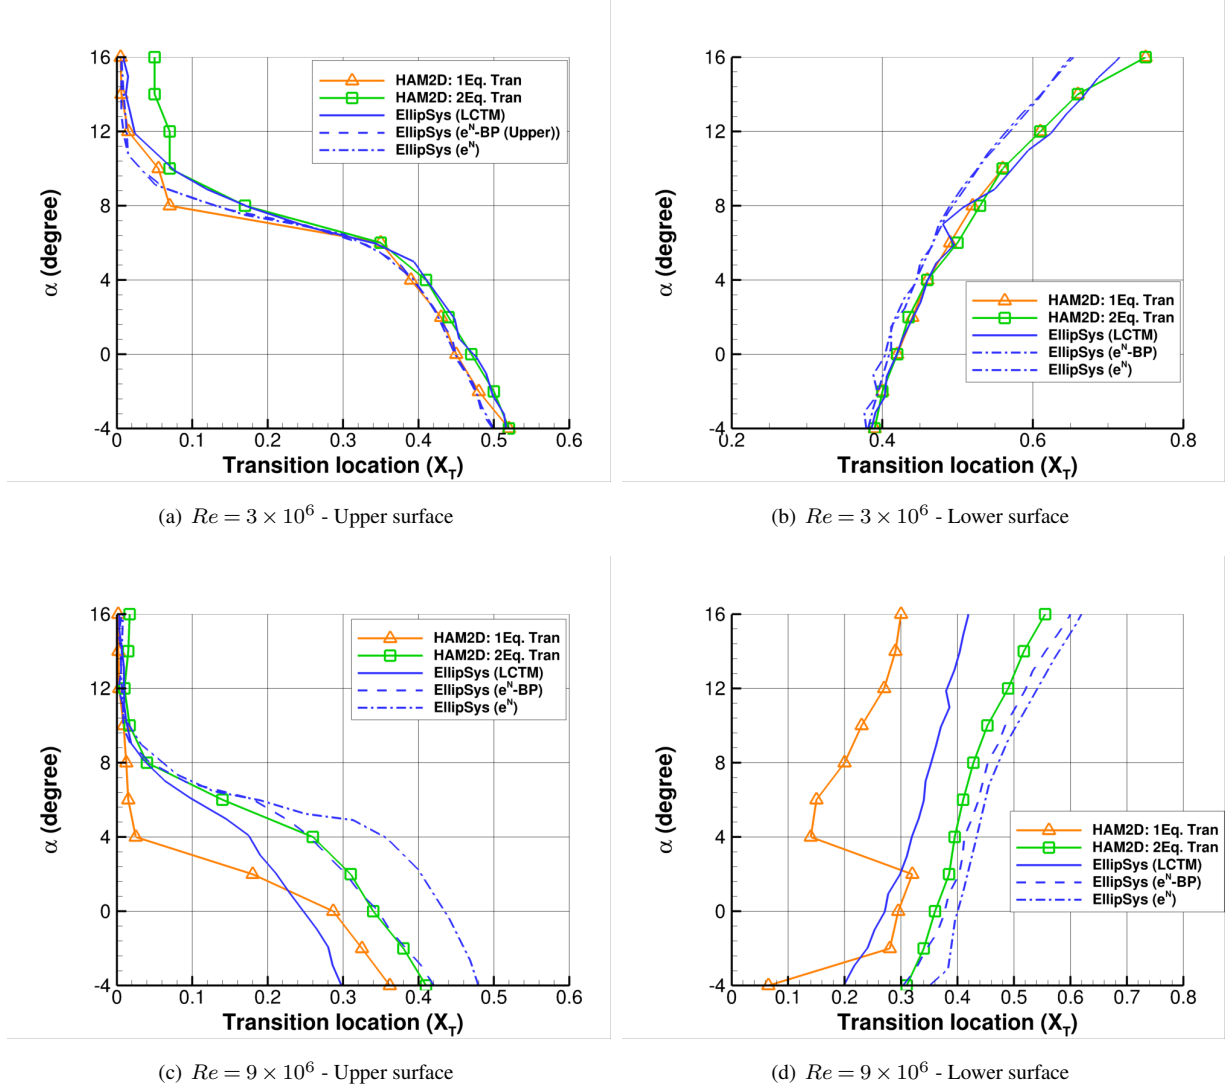 16
12
8
4
0
-4
α (degree)
0
0.1
0.2
0.3
0.4
0.5
0.6
Transition location (X_T)
HAM2D: 1Eq. Tran
HAM2D: 2Eq. Tran
EllipSys (LCTM)
EllipSys (e^N-BP (Upper))
EllipSys (e^N)
(a) Re = 3 × 10^6 - Upper surface
16
12
8
4
0
-4
α (degree)
0.2
0.4
0.6
0.8
Transition location (X_T)
HAM2D: 1Eq. Tran
HAM2D: 2Eq. Tran
EllipSys (LCTM)
EllipSys (e^N-BP)
EllipSys (e^N)
(b) Re = 3 × 10^6 - Lower surface
16
12
8
4
0
-4
α (degree)
0
0.1
0.2
0.3
0.4
0.5
0.6
Transition location (X_T)
HAM2D: 1Eq. Tran
HAM2D: 2Eq. Tran
EllipSys (LCTM)
EllipSys (e^N-BP)
EllipSys (e^N)
(c) Re = 9 × 10^6 - Upper surface
16
12
8
4
0
-4
α (degree)
0
0.1
0.2
0.3
0.4
0.5
0.6
0.7
0.8
Transition location (X_T)
HAM2D: 1Eq. Tran
HAM2D: 2Eq. Tran
EllipSys (LCTM)
EllipSys (e^N-BP)
EllipSys (e^N)
(d) Re = 9 × 10^6 - Lower surface